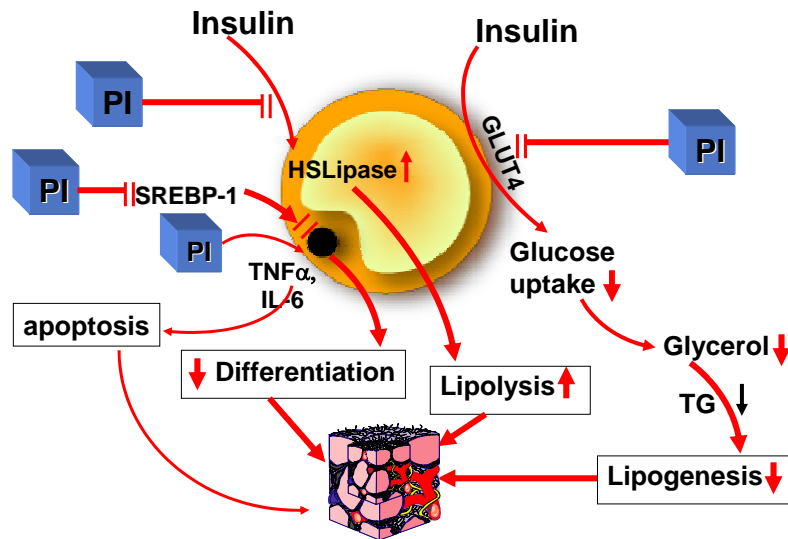 Insulin
Insulin
PI
PI
GLUT4
HSLipase
PI
SREBP-1
PI
TNFα,
IL-6
Glucose
uptake
apoptosis
Glycerol
Differentiation
Lipolysis
TG
Lipogenesis